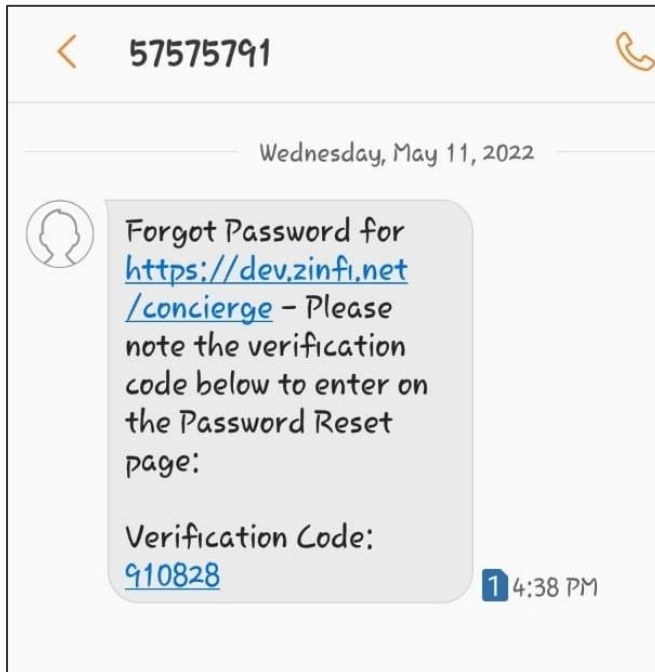 57575791
Wednesday, May 11, 2022
Forgot Password for
https://dev.zinfi.net
/concierge – Please
note the verification
code below to enter on
the Password Reset
page:
Verification Code:
910828
1 4:38 PM